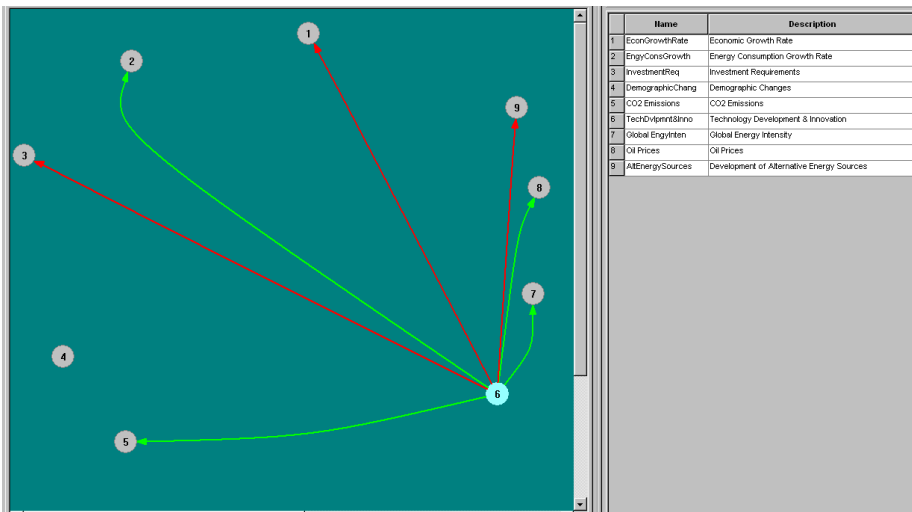 1
2
9
3
8
7
4
6
5
Name Description
1 EconGrowthRate Economic Growth Rate
2 EngyConsGrowth Energy Consumption Growth Rate
3 InvestmentReq Investment Requirements
4 DemographicChang Demographic Changes
5 CO2 Emissions CO2 Emissions
6 TechDvlpmnt&Inno Technology Development & Innovation
7 Global EngyInten Global Energy Intensity
8 Oil Prices Oil Prices
9 AltEnergySources Development of Alternative Energy Sources